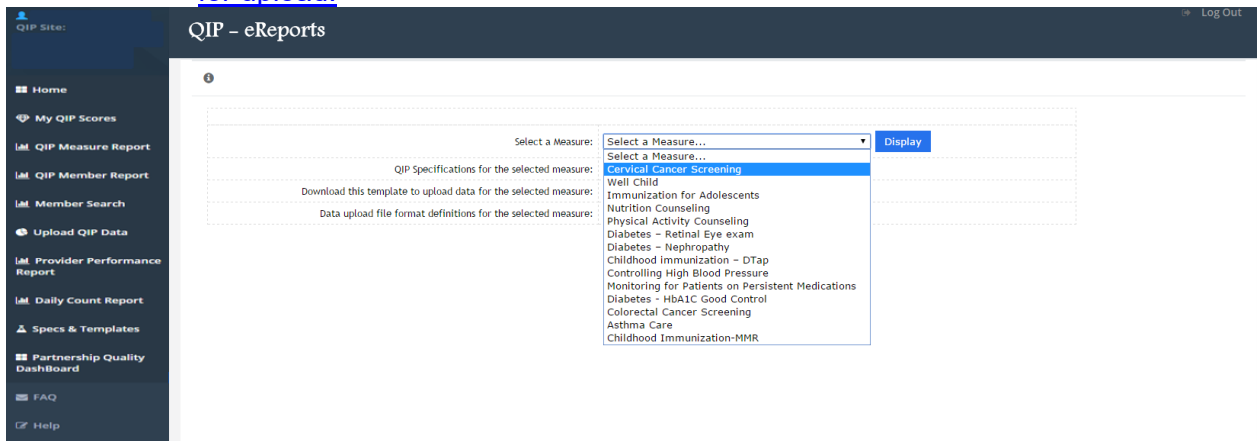 for upload.
QIP Site:
QIP – eReports
Log Out
Home
My QIP Scores
QIP Measure Report
QIP Member Report
Member Search
Upload QIP Data
Provider Performance
Report
Daily Count Report
Specs & Templates
Partnership Quality
DashBoard
FAQ
Help
Select a Measure:
Select a Measure...
Display
QIP Specifications for the selected measure:
Download this template to upload data for the selected measure:
Data upload file format definitions for the selected measure:
Select a Measure...
Cervical Cancer Screening
Well Child
Immunization for Adolescents
Nutrition Counseling
Physical Activity Counseling
Diabetes – Retinal Eye exam
Diabetes – Nephropathy
Childhood immunization – DTap
Controlling High Blood Pressure
Monitoring for Patients on Persistent Medications
Diabetes - HbA1C Good Control
Colorectal Cancer Screening
Asthma Care
Childhood Immunization-MMR